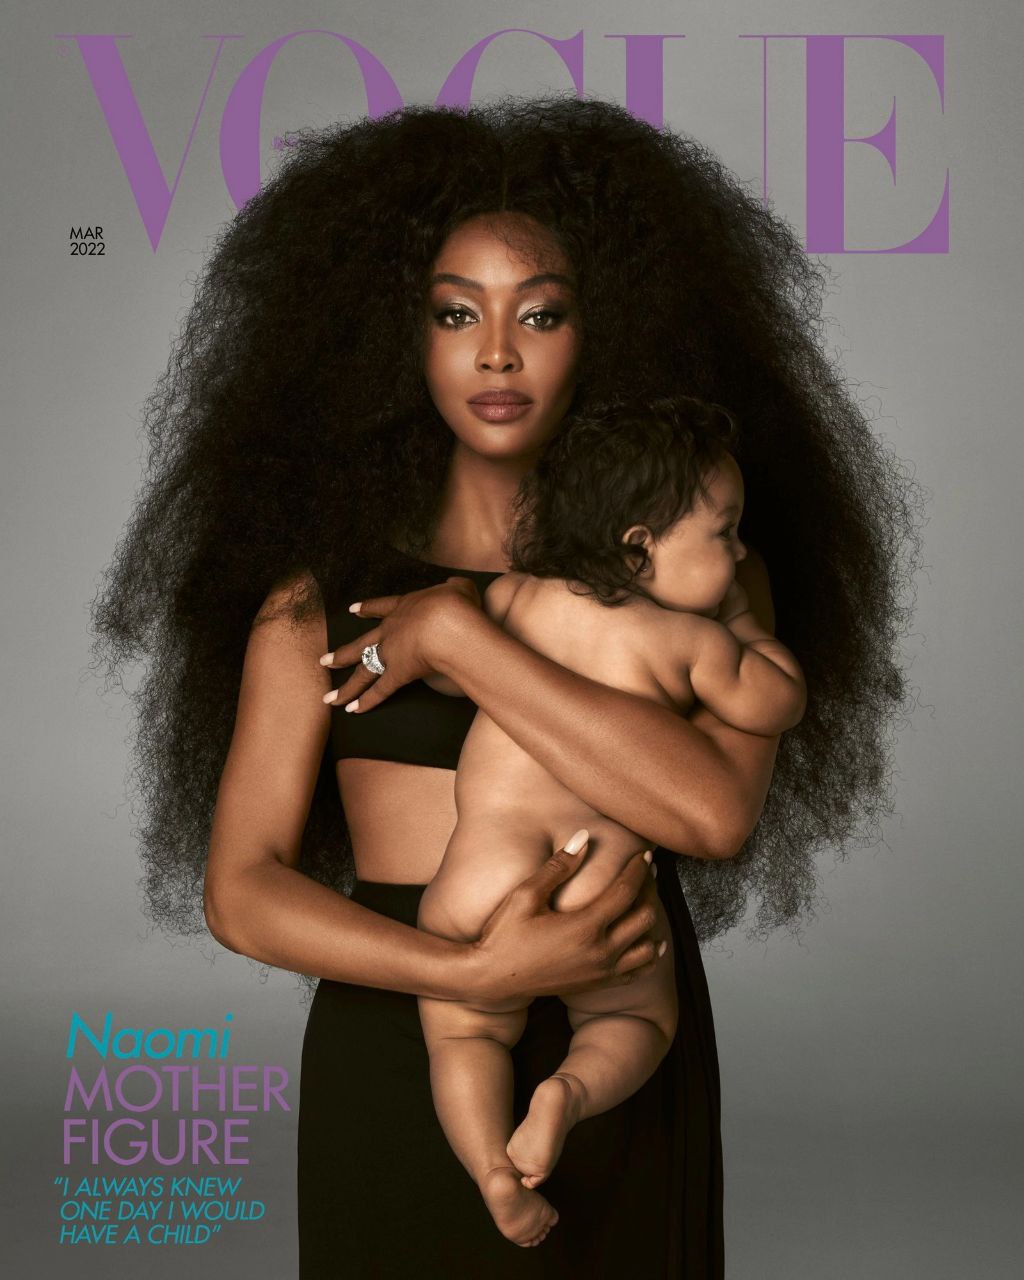 VOGUE
MAR
2022
Naomi
MOTHER
FIGURE
“I ALWAYS KNEW
ONE DAY I WOULD
HAVE A CHILD”